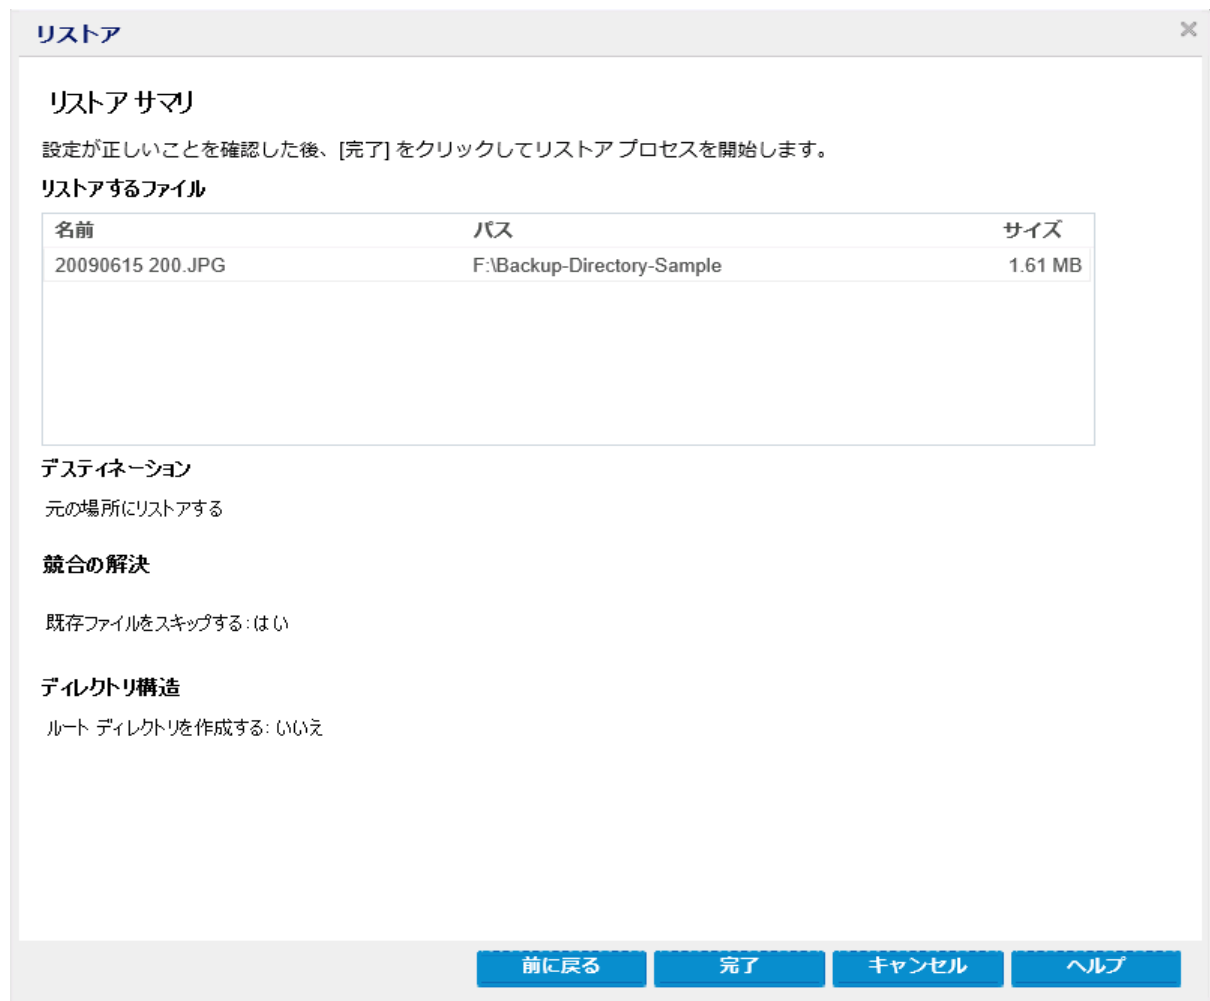 リストア
リストア サマリ
設定が正しいことを確認した後、[完了] をクリックしてリストア プロセスを開始します。
リストアするファイル
名前 パス サイズ
20090615 200.JPG F:\Backup-Directory-Sample 1.61 MB
デスティネーション
元の場所にリストアする
競合の解決
既存ファイルをスキップする: はい
ディレクトリ構造
ルート ディレクトリを作成する: いいえ
前に戻る 完了 キャンセル ヘルプ